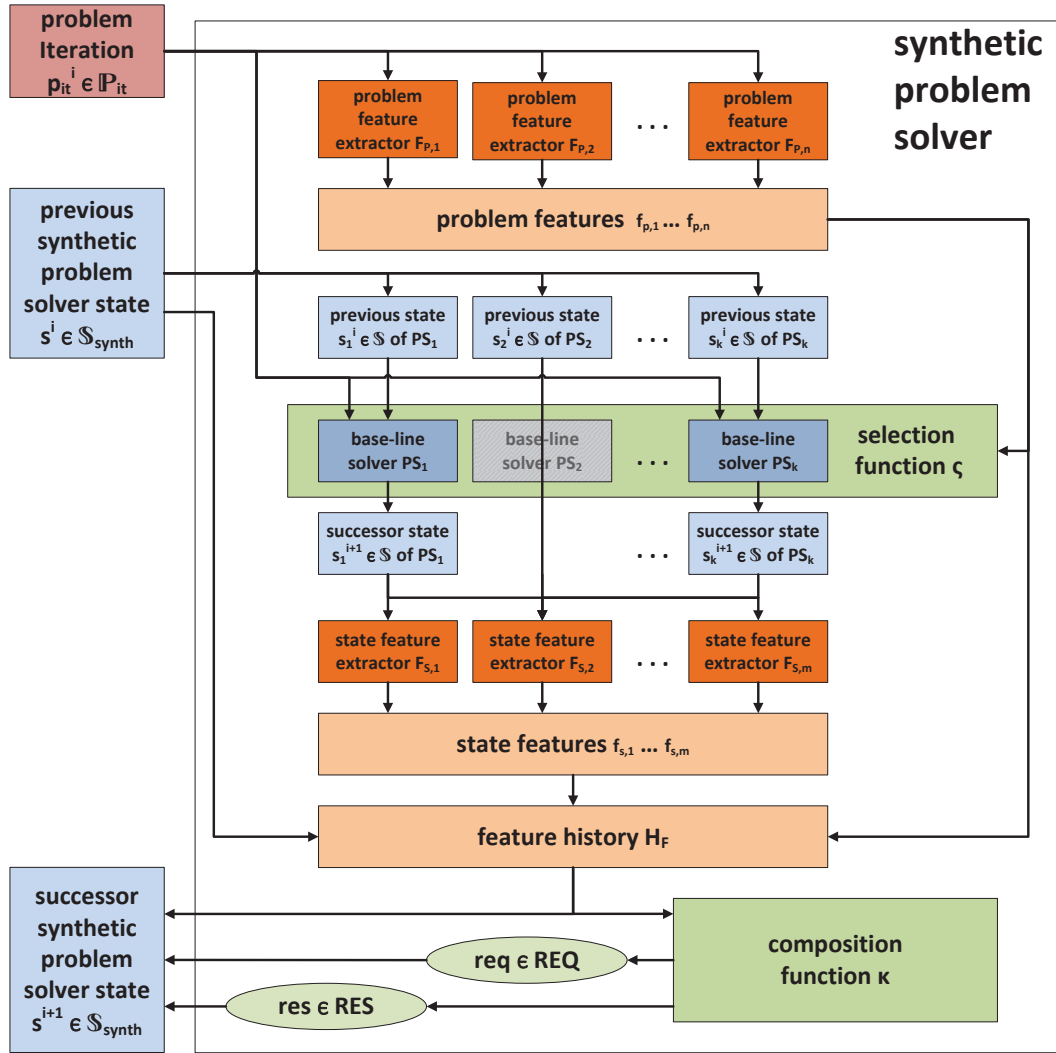 problem
Iteration
p_it^i ϵ ℙ_it
synthetic
problem
solver
problem
feature
extractor F_P,1
problem
feature
extractor F_P,2
. . .
problem
feature
extractor F_P,n
problem features f_p,1 ... f_p,n
previous
synthetic
problem
solver state
s^i ϵ 𝕊_synth
previous state
s_1^i ϵ 𝕊 of PS_1
previous state
s_2^i ϵ 𝕊 of PS_2
. . .
previous state
s_k^i ϵ 𝕊 of PS_k
base-line
solver PS_1
base-line
solver PS_2
. . .
base-line
solver PS_k
selection
function ς
successor state
s_1^i+1 ϵ 𝕊 of PS_1
. . .
successor state
s_k^i+1 ϵ 𝕊 of PS_k
state feature
extractor F_S,1
state feature
extractor F_S,2
. . .
state feature
extractor F_S,m
state features f_s,1 ... f_s,m
feature history H_F
successor
synthetic
problem
solver state
s^i+1 ϵ 𝕊_synth
req ϵ REQ
res ϵ RES
composition
function κ